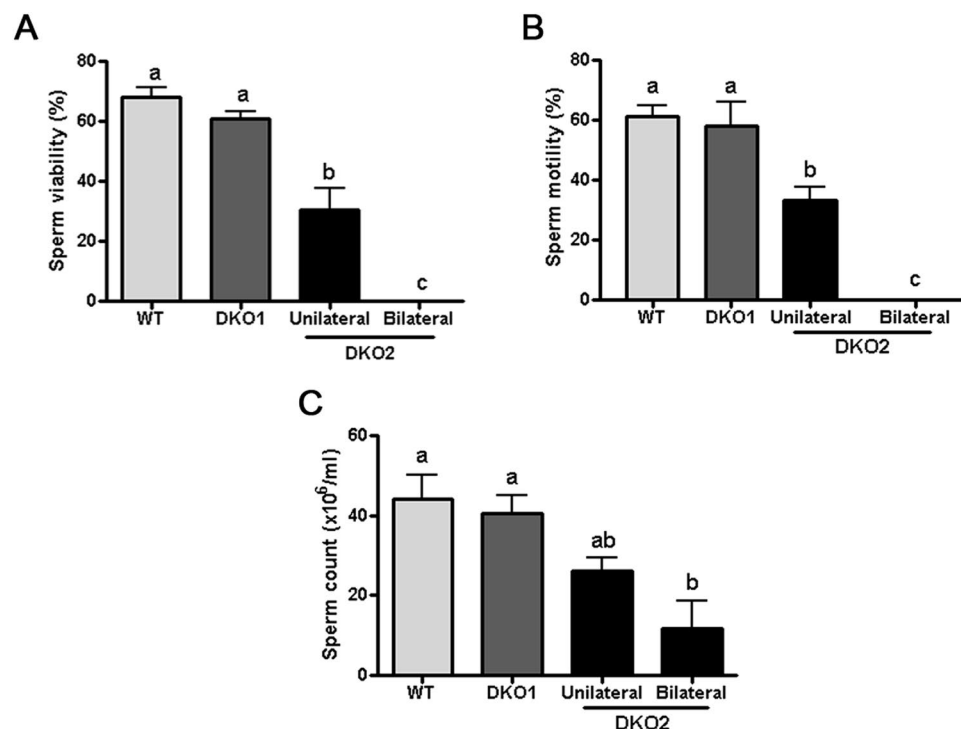 A
Sperm viability (%)
80
60
40
20
0
a
a
b
c
WT DKO1 Unilateral Bilateral
DKO2
B
Sperm motility (%)
80
60
40
20
0
a
a
b
c
WT DKO1 Unilateral Bilateral
DKO2
C
Sperm count (x10⁶/ml)
60
40
20
0
a
a
ab
b
WT DKO1 Unilateral Bilateral
DKO2